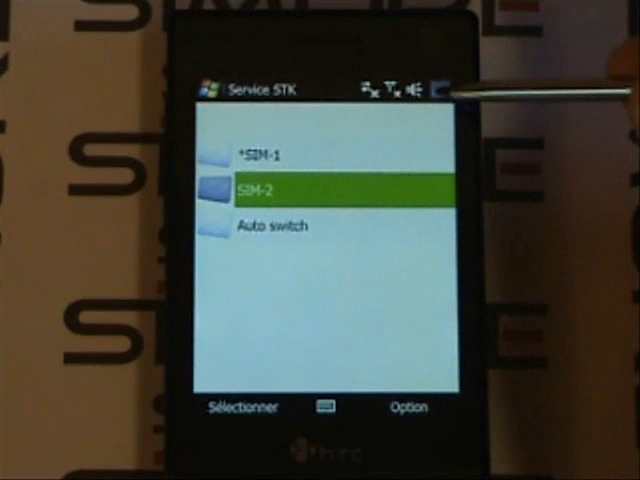 Service STK
*SIM-1
SIM-2
Auto switch
Sélectionner
Option
hTC